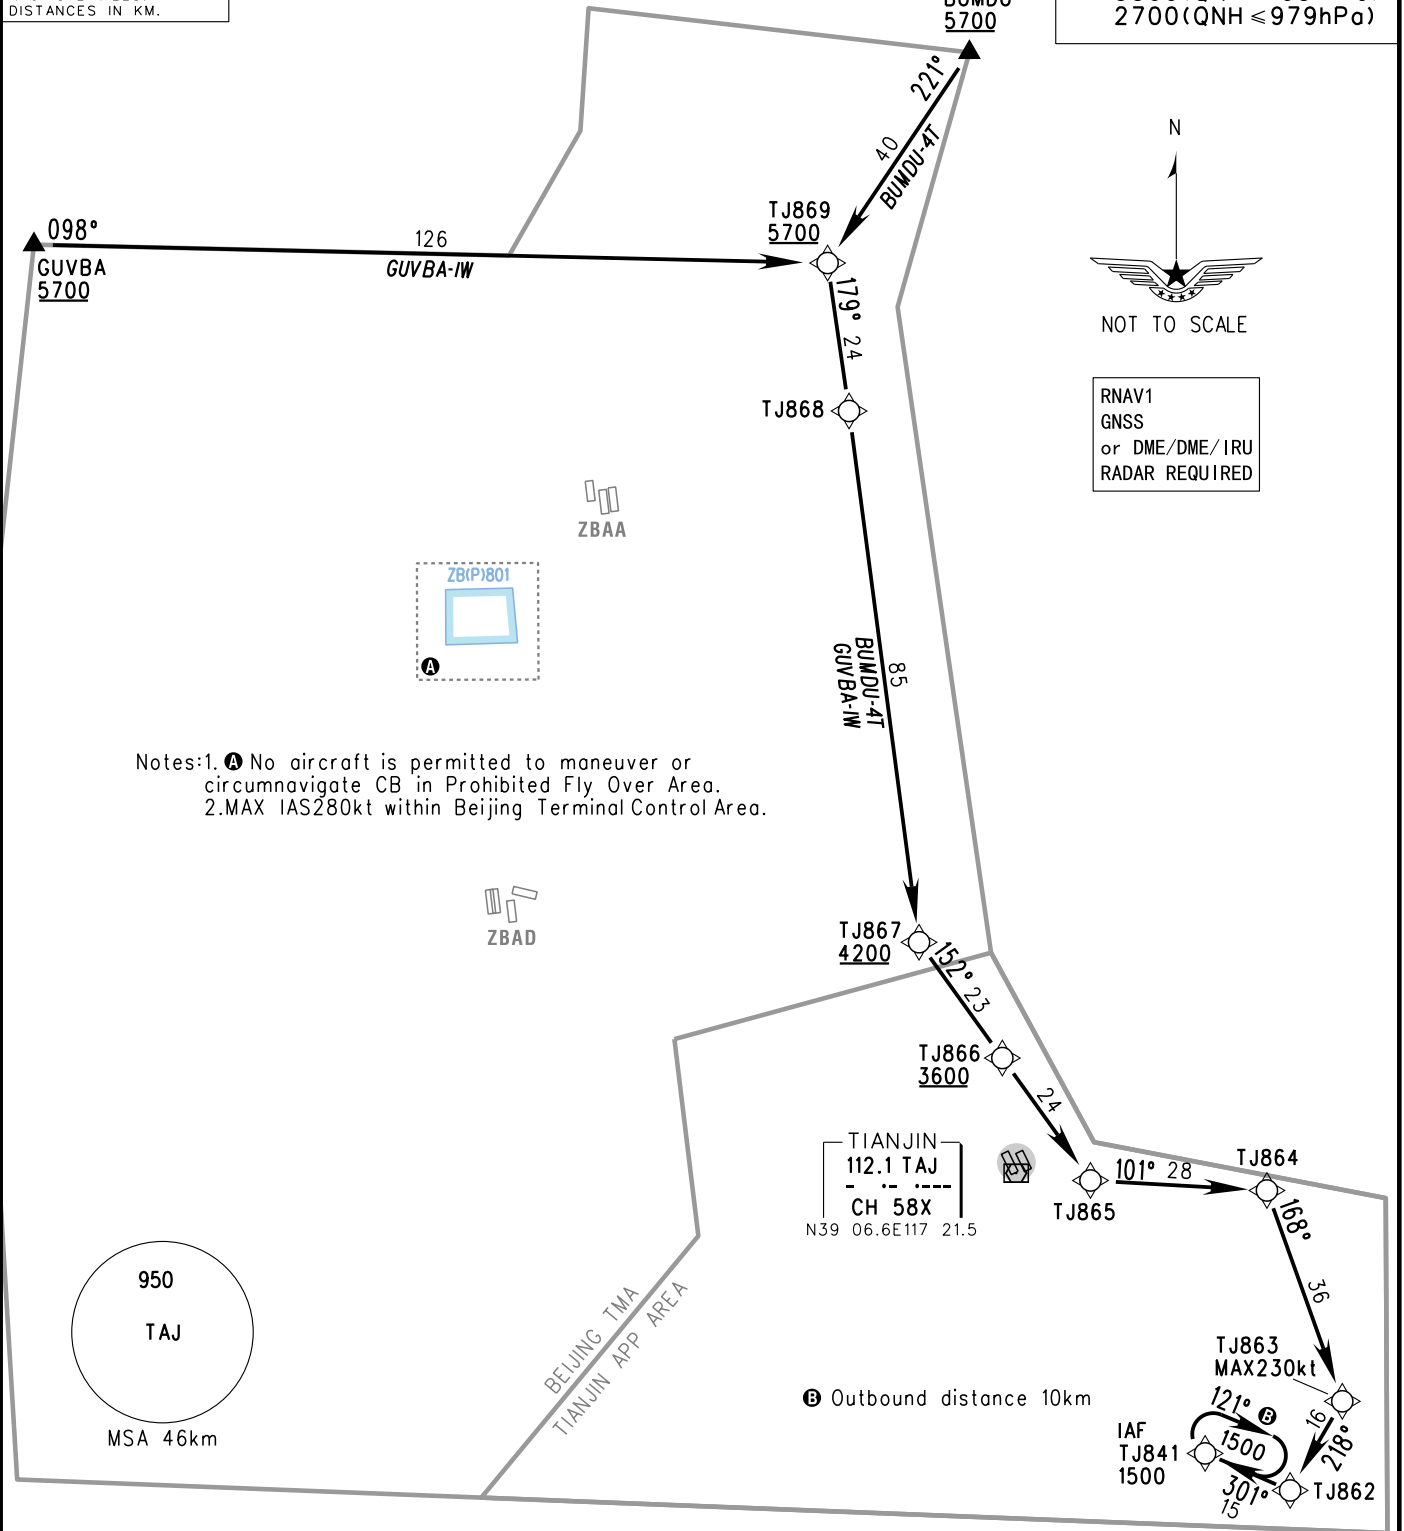 DISTANCES IN KM.
5700
2700(QNH ≤979hPa)
221°
40
BUMDU-4T
N
NOT TO SCALE
RNAV1
GNSS
or DME/DME/IRU
RADAR REQUIRED
098°
GUVBA
5700
126
GUVBA-1W
TJ869
5700
179°
24
TJ868
ZBAA
ZB(P)801
A
85
BUMDU-4T
GUVBA-1W
Notes:1. A No aircraft is permitted to maneuver or
circumnavigate CB in Prohibited Fly Over Area.
2.MAX IAS280kt within Beijing Terminal Control Area.
ZBAD
TJ867
4200
152°
23
TJ866
3600
24
TIANJIN
112.1 TAJ
- ·- ·---
CH 58X
N39 06.6E117 21.5
TJ865
101° 28
TJ864
168°
36
950
TAJ
MSA 46km
BEIJING TMA
TIANJIN APP AREA
B Outbound distance 10km
TJ863
MAX230kt
16
218°
121° B
1500
IAF
TJ841
1500
301°
15
TJ862